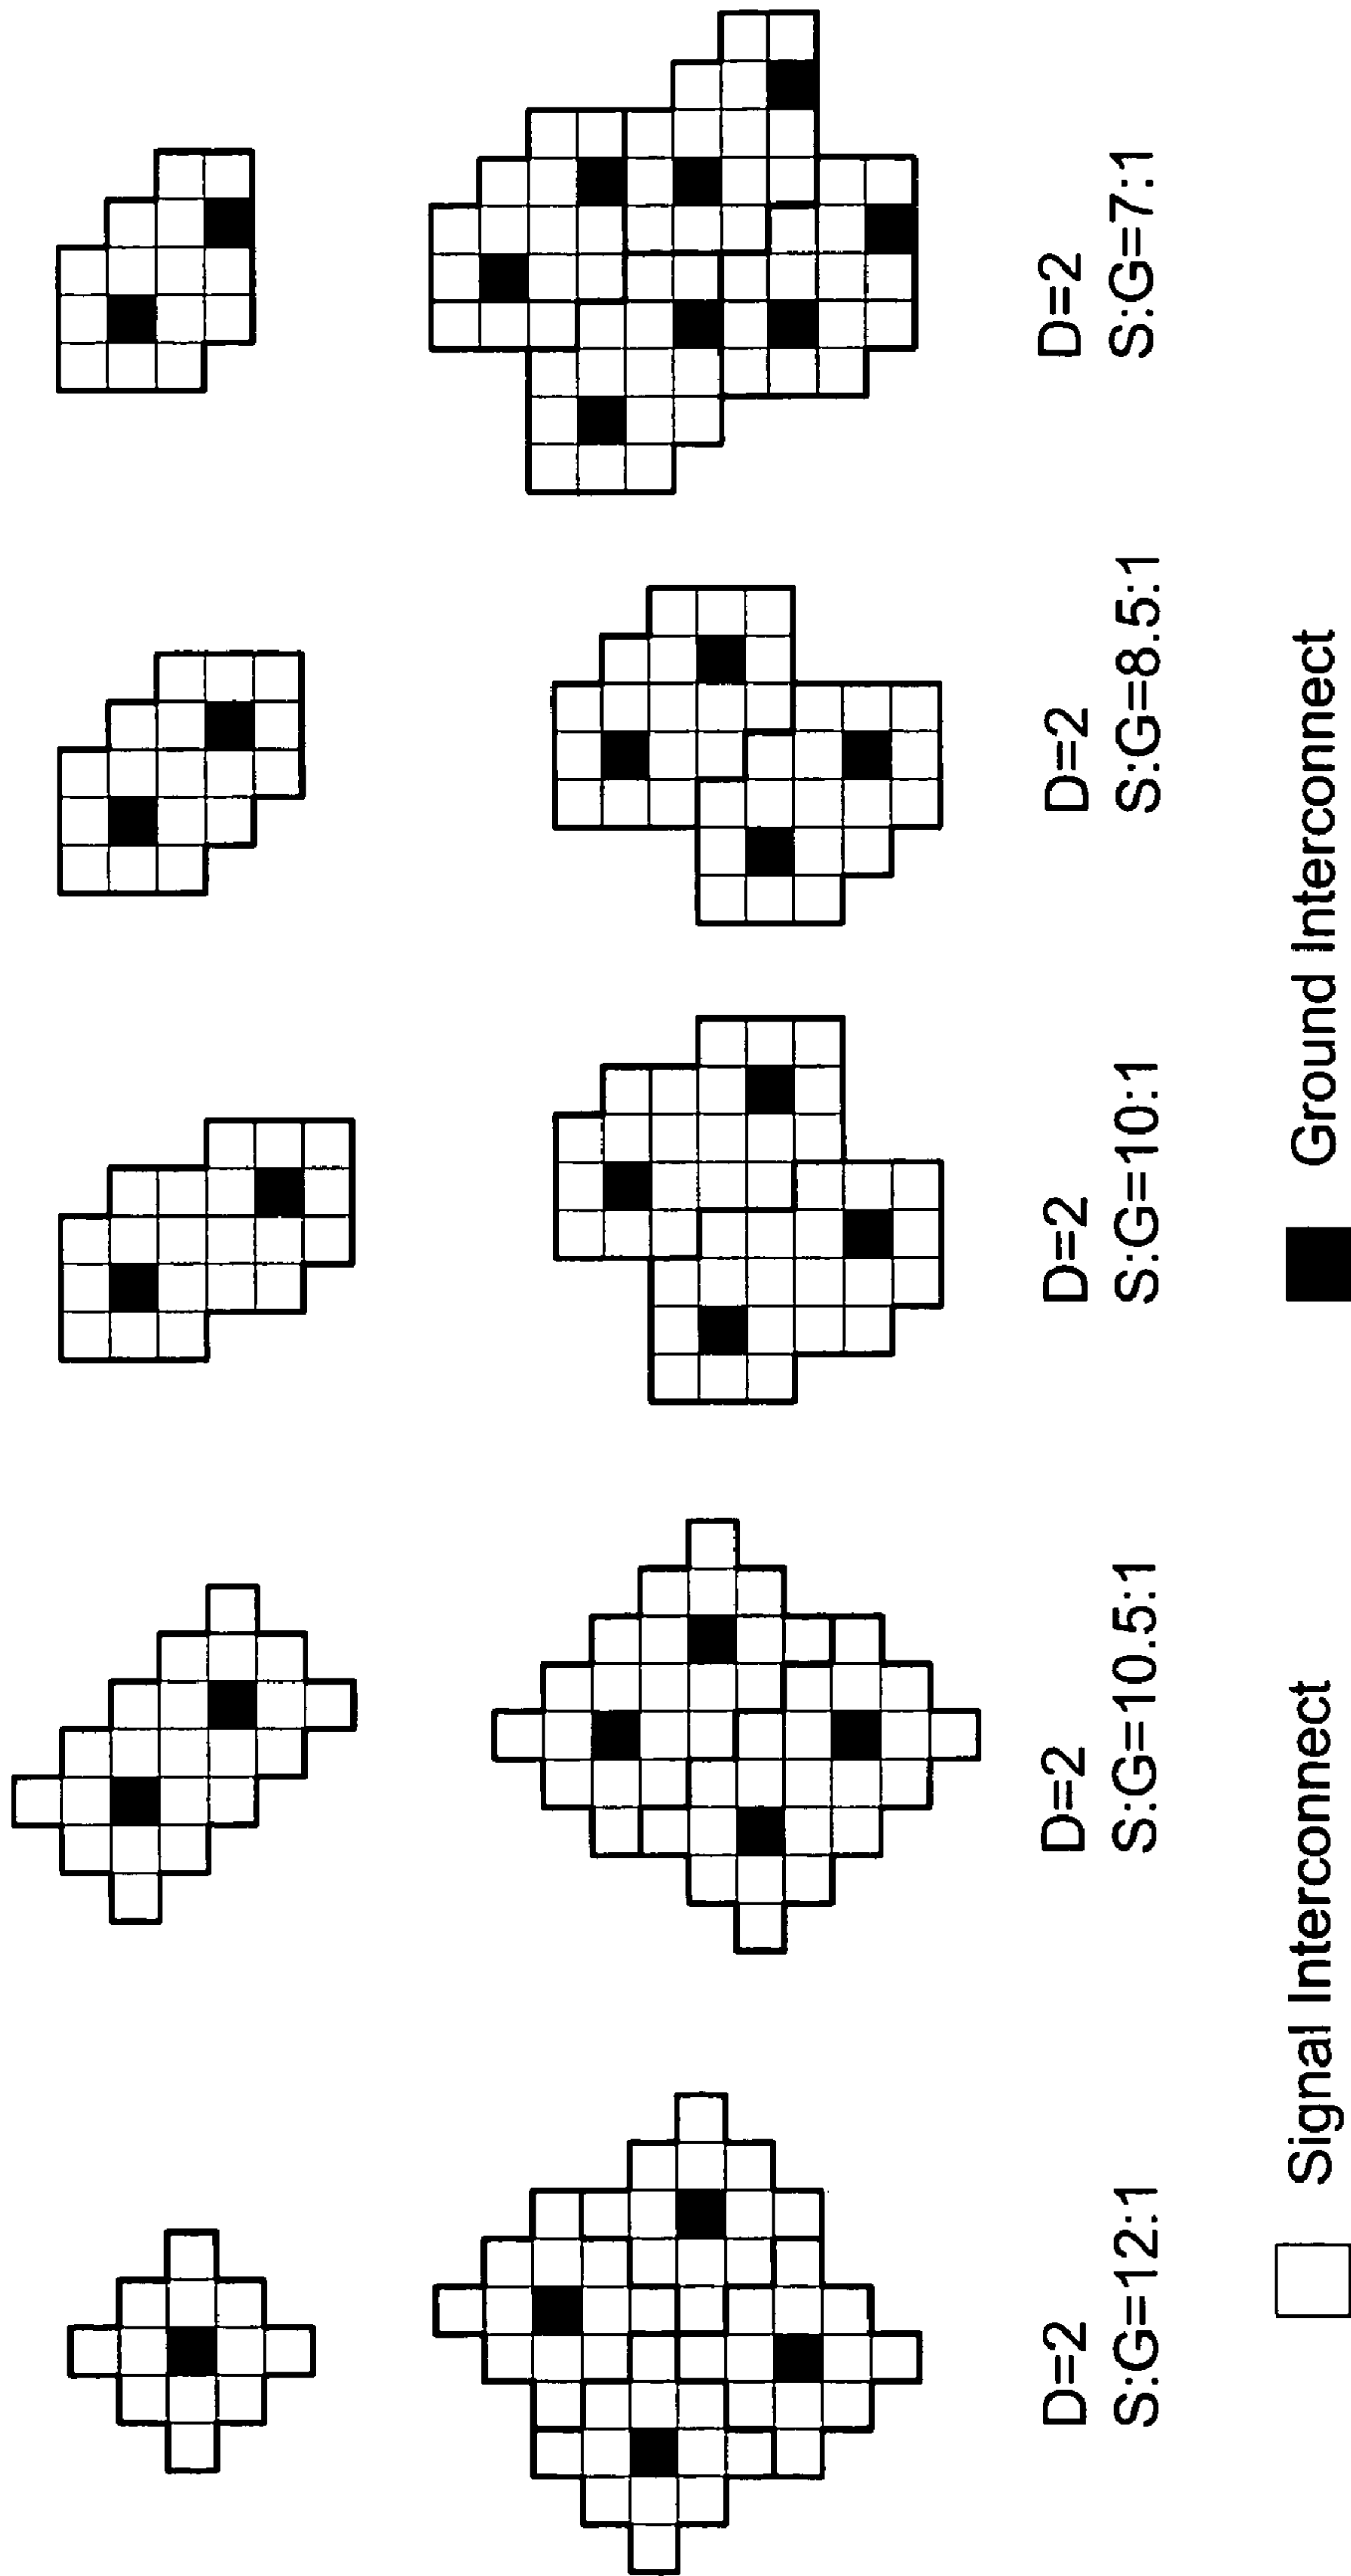 D=2
S:G=12:1
D=2
S:G=10.5:1
D=2
S:G=10:1
D=2
S:G=8.5:1
D=2
S:G=7:1
Signal Interconnect
Ground Interconnect